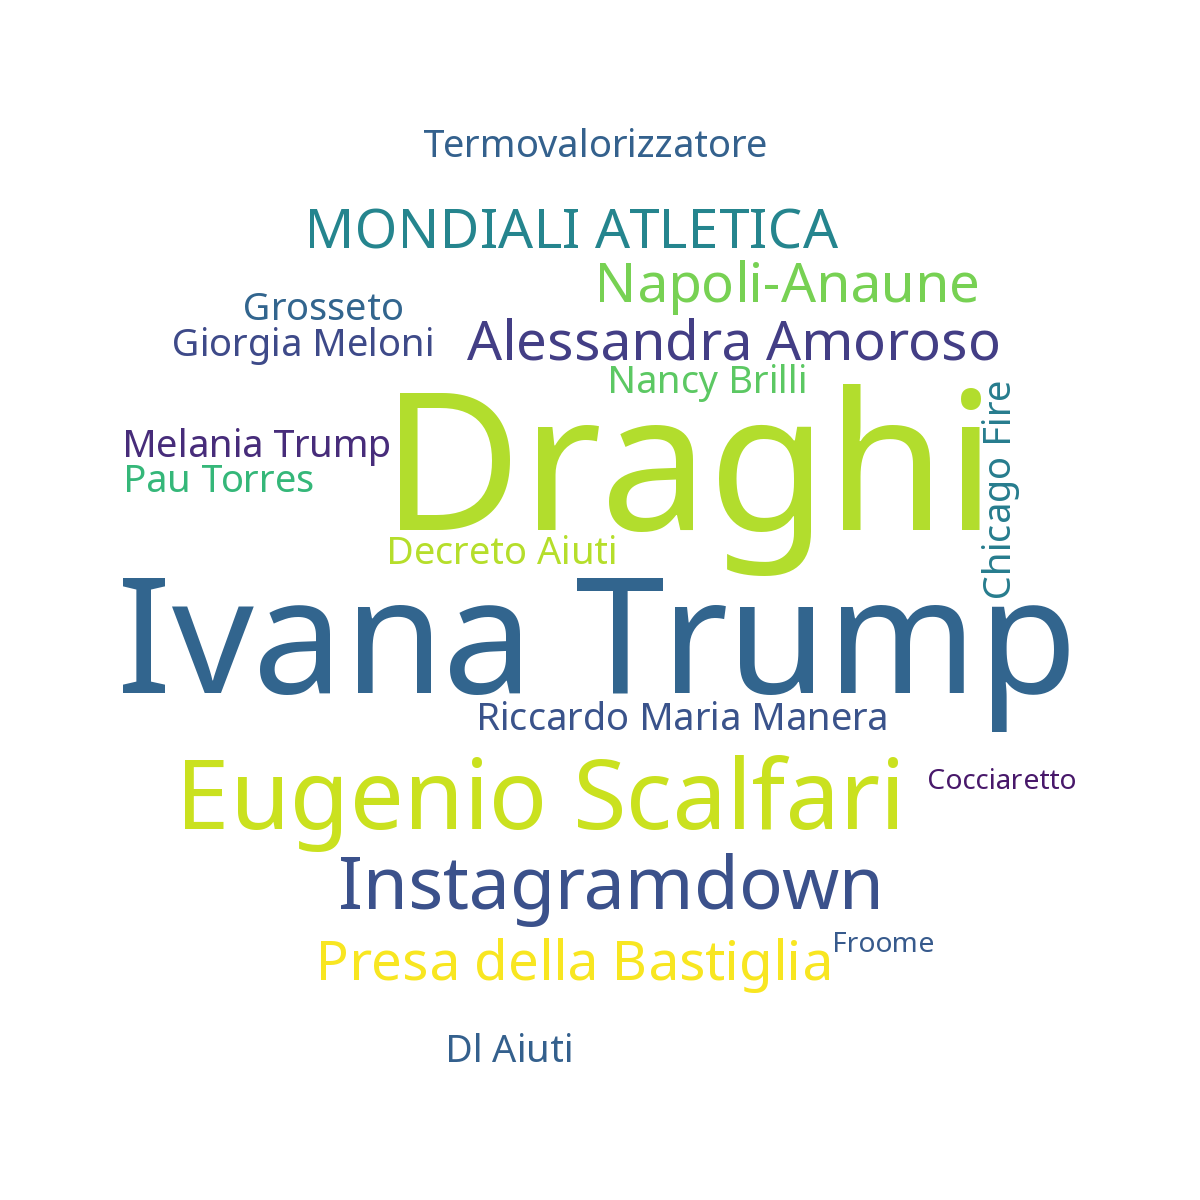 Termovalorizzatore
MONDIALI ATLETICA
Napoli-Anaune
Grosseto
Giorgia Meloni
Alessandra Amoroso
Nancy Brilli
Draghi
Chicago Fire
Melania Trump
Pau Torres
Decreto Aiuti
Ivana Trump
Riccardo Maria Manera
Eugenio Scalfari
Cocciaretto
Instagramdown
Presa della Bastiglia
Froome
Dl Aiuti